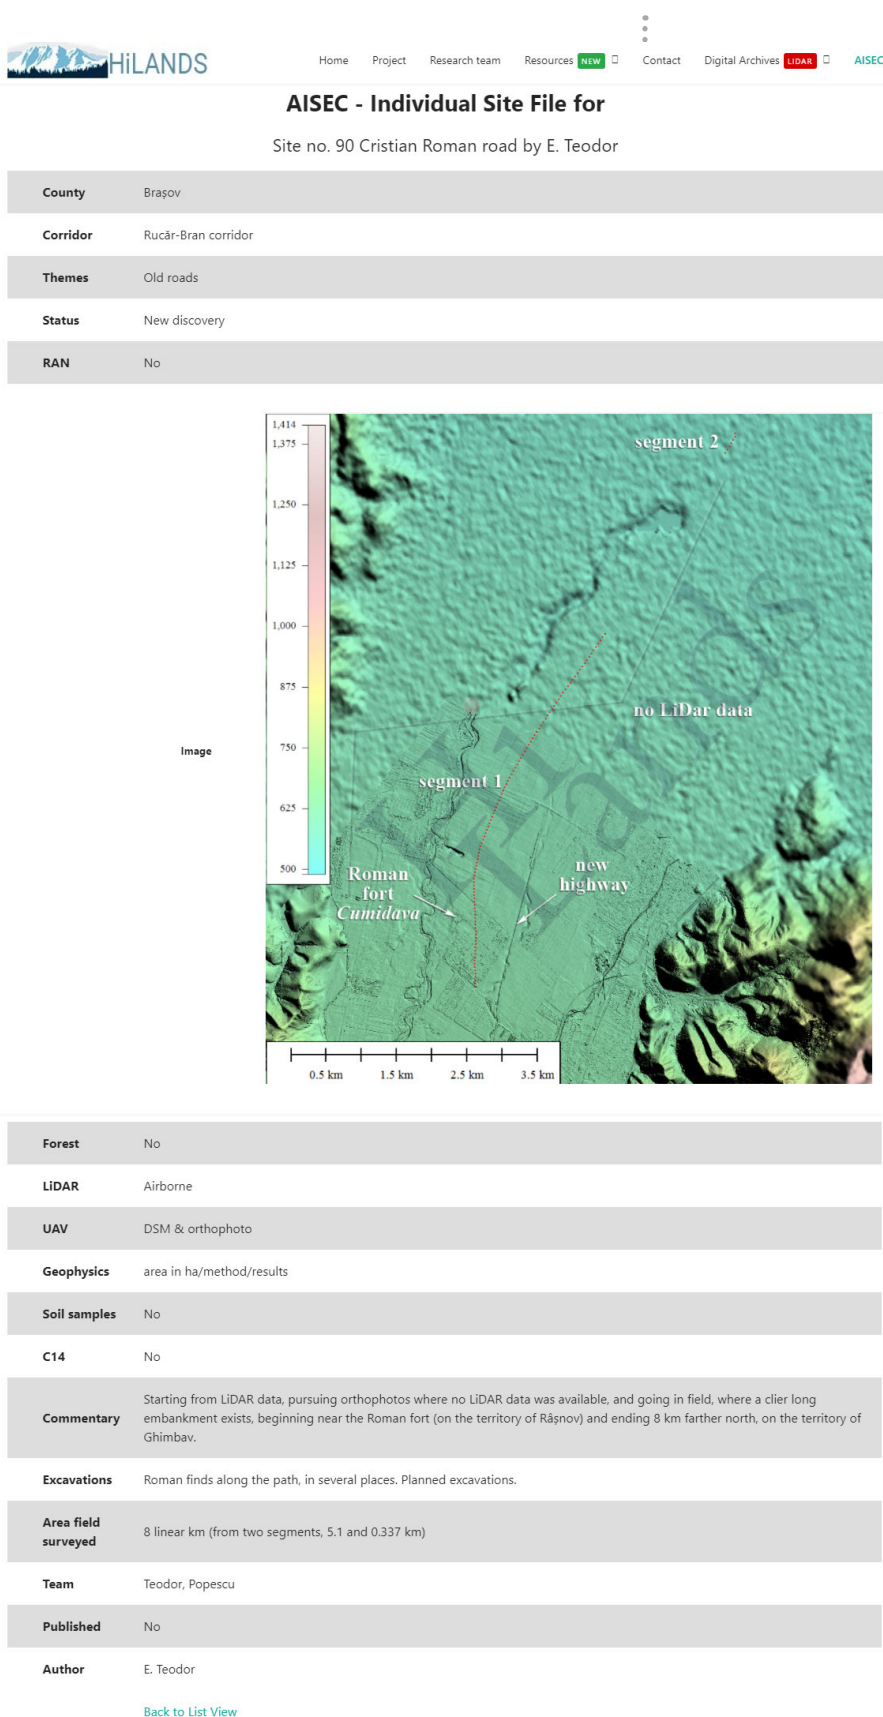 HiLANDS
Home Project Research team Resources NEW Contact Digital Archives LIDAR AISEC
AISEC - Individual Site File for
Site no. 90 Cristian Roman road by E. Teodor
County Brașov
Corridor Rucăr-Bran corridor
Themes Old roads
Status New discovery
RAN No
1,414
1,375
1,250
1,125
1,000
875
750
625
500
segment 2
no LiDar data
segment 1
Roman
fort
Cumidava
new
highway
HiLands
0.5 km 1.5 km 2.5 km 3.5 km
Image
Forest No
LiDAR Airborne
UAV DSM & orthophoto
Geophysics area in ha/method/results
Soil samples No
C14 No
Commentary
Starting from LiDAR data, pursuing orthophotos where no LiDAR data was available, and going in field, where a clier long
embankment exists, beginning near the Roman fort (on the territory of Râșnov) and ending 8 km farther north, on the territory of
Ghimbav.
Excavations Roman finds along the path, in several places. Planned excavations.
Area field
surveyed
8 linear km (from two segments, 5.1 and 0.337 km)
Team Teodor, Popescu
Published No
Author E. Teodor
Back to List View